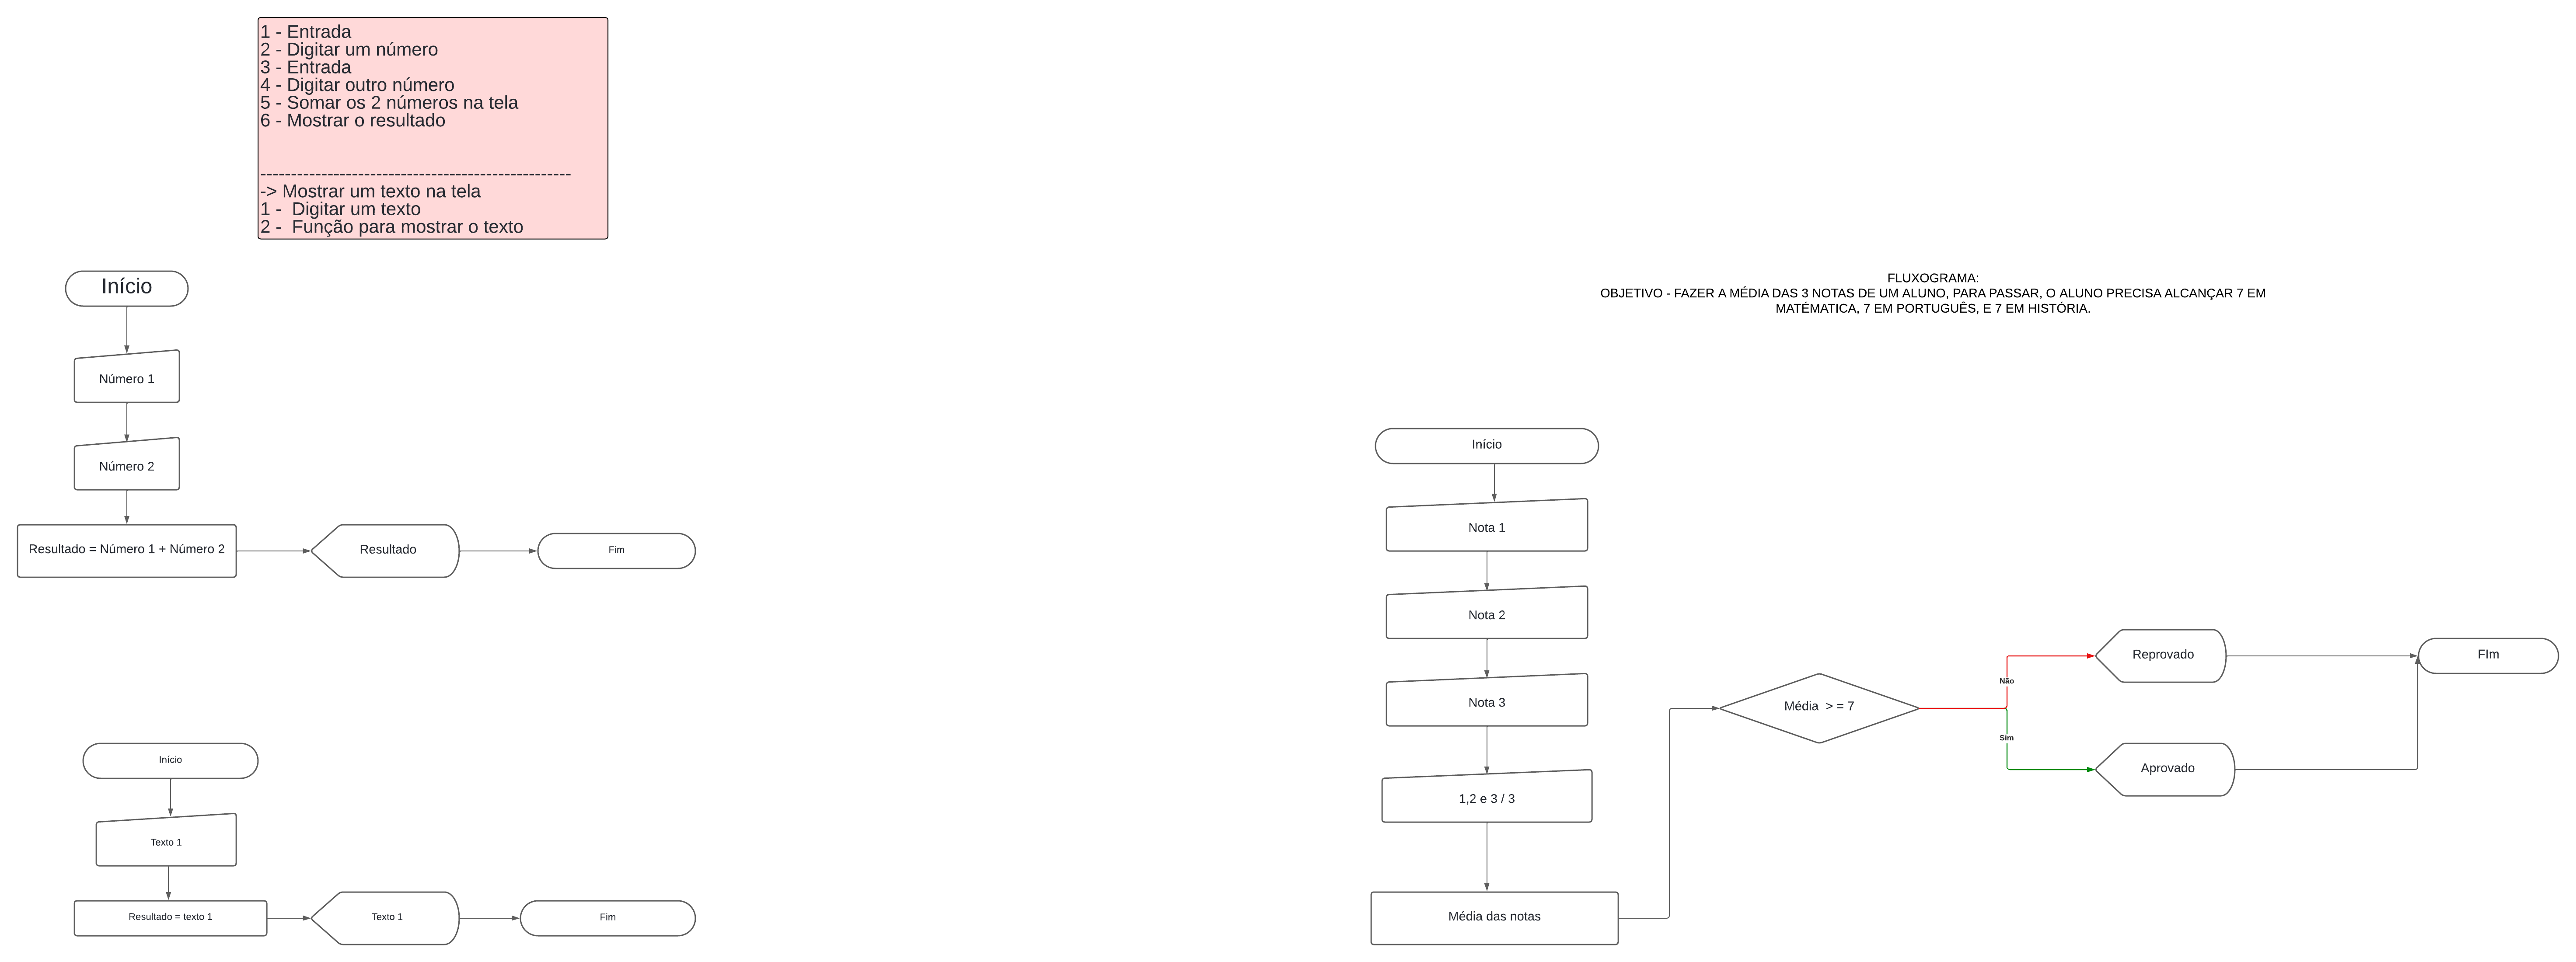 1 - Entrada
2 - Digitar um número
3 - Entrada
4 - Digitar outro número
5 - Somar os 2 números na tela
6 - Mostrar o resultado
---------------------------------------------------
-> Mostrar um texto na tela
1 -  Digitar um texto
2 -  Função para mostrar o texto
Início
Número 1
Número 2
Resultado = Número 1 + Número 2
Resultado
Fim
Início
Texto 1
Resultado = texto 1
Texto 1
Fim
FLUXOGRAMA:
OBJETIVO - FAZER A MÉDIA DAS 3 NOTAS DE UM ALUNO, PARA PASSAR, O ALUNO PRECISA ALCANÇAR 7 EM
MATÉMATICA, 7 EM PORTUGUÊS, E 7 EM HISTÓRIA.
Início
Nota 1
Nota 2
Nota 3
1,2 e 3 / 3
Média das notas
Média  > = 7
Não
Sim
Reprovado
Aprovado
FIm